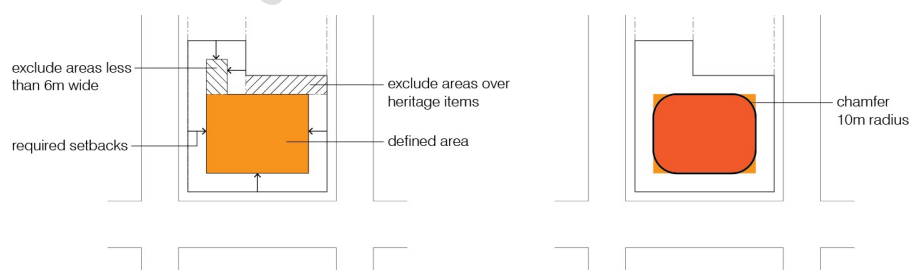 exclude areas less
than 6m wide
required setbacks
exclude areas over
heritage items
defined area
chamfer
10m radius